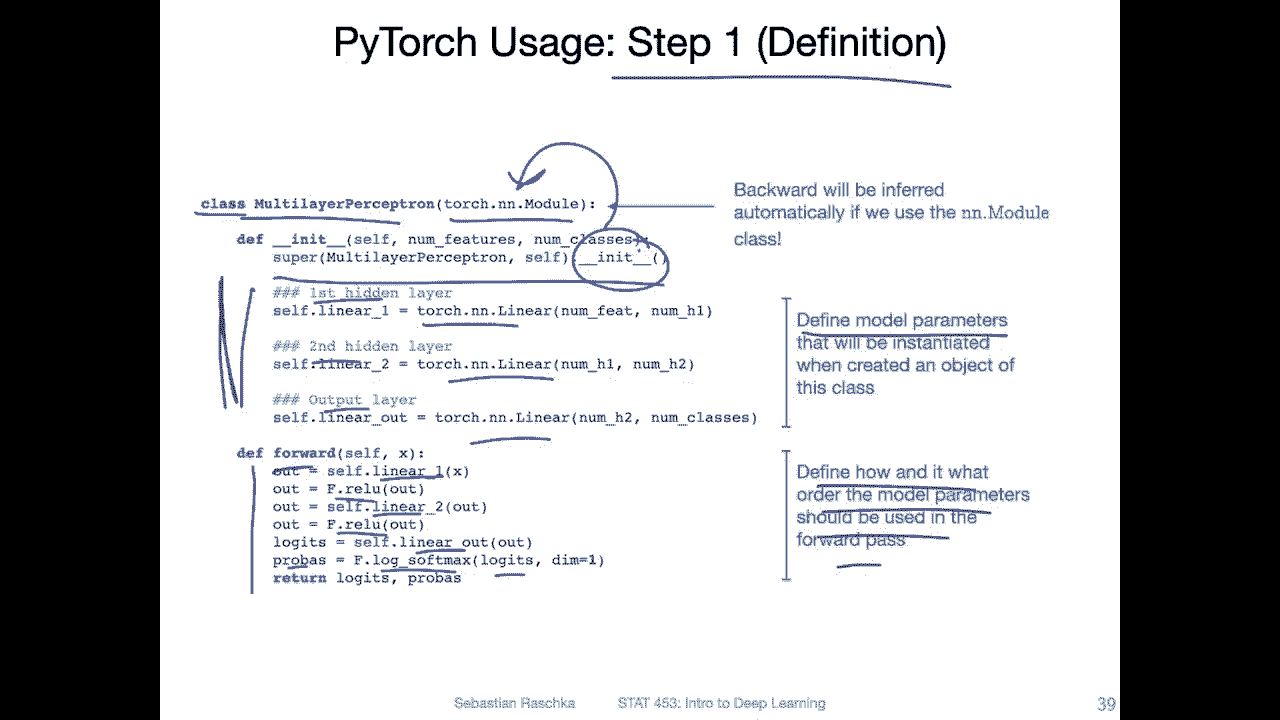 PyTorch Usage: Step 1 (Definition)
class MultilayerPerceptron(torch.nn.Module):
def __init__(self, num_features, num_classes):
super(MultilayerPerceptron, self).__init__()
### 1st hidden layer
self.linear_1 = torch.nn.Linear(num_feat, num_h1)
### 2nd hidden layer
self.linear_2 = torch.nn.Linear(num_h1, num_h2)
### Output layer
self.linear_out = torch.nn.Linear(num_h2, num_classes)
def forward(self, x):
out = self.linear_1(x)
out = F.relu(out)
out = self.linear_2(out)
out = F.relu(out)
logits = self.linear_out(out)
probas = F.log_softmax(logits, dim=1)
return logits, probas
Backward will be inferred
automatically if we use the nn.Module
class!
Define model parameters
that will be instantiated
when created an object of
this class
Define how and it what
order the model parameters
should be used in the
forward pass
Sebastian Raschka STAT 453: Intro to Deep Learning 39